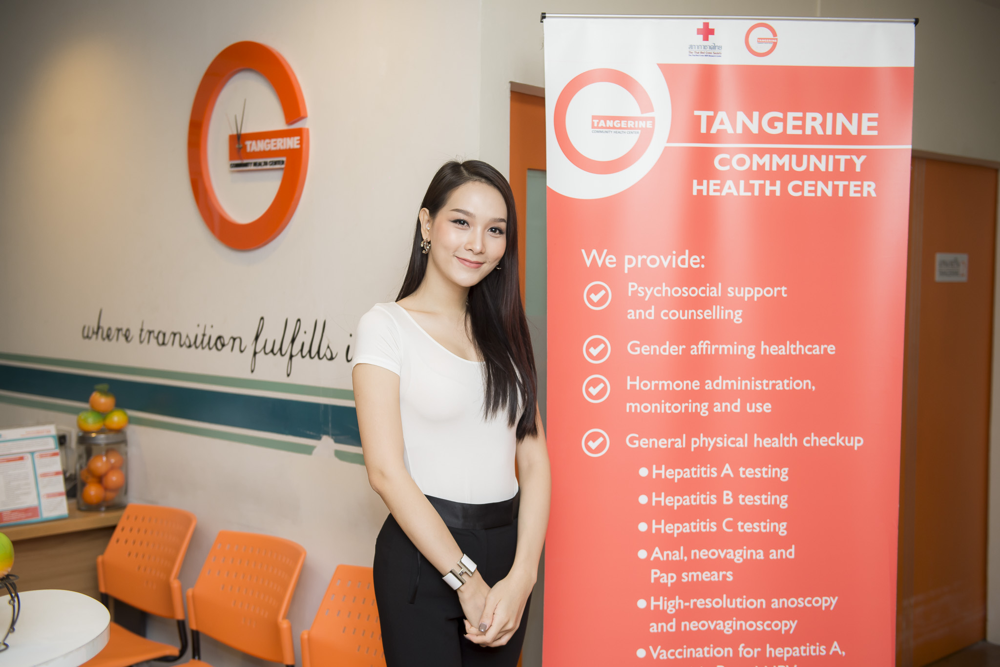 TANGERINE
COMMUNITY HEALTH CENTER
where transition fulfills i
สภากาชาดไทย
The Thai Red Cross Society
TANGERINE
TANGERINE
COMMUNITY HEALTH CENTER
TANGERINE
COMMUNITY
HEALTH CENTER
We provide:
Psychosocial support
and counselling
Gender affirming healthcare
Hormone administration,
monitoring and use
General physical health checkup
Hepatitis A testing
Hepatitis B testing
Hepatitis C testing
Anal, neovagina and
Pap smears
High-resolution anoscopy
and neovaginoscopy
Vaccination for hepatitis A,